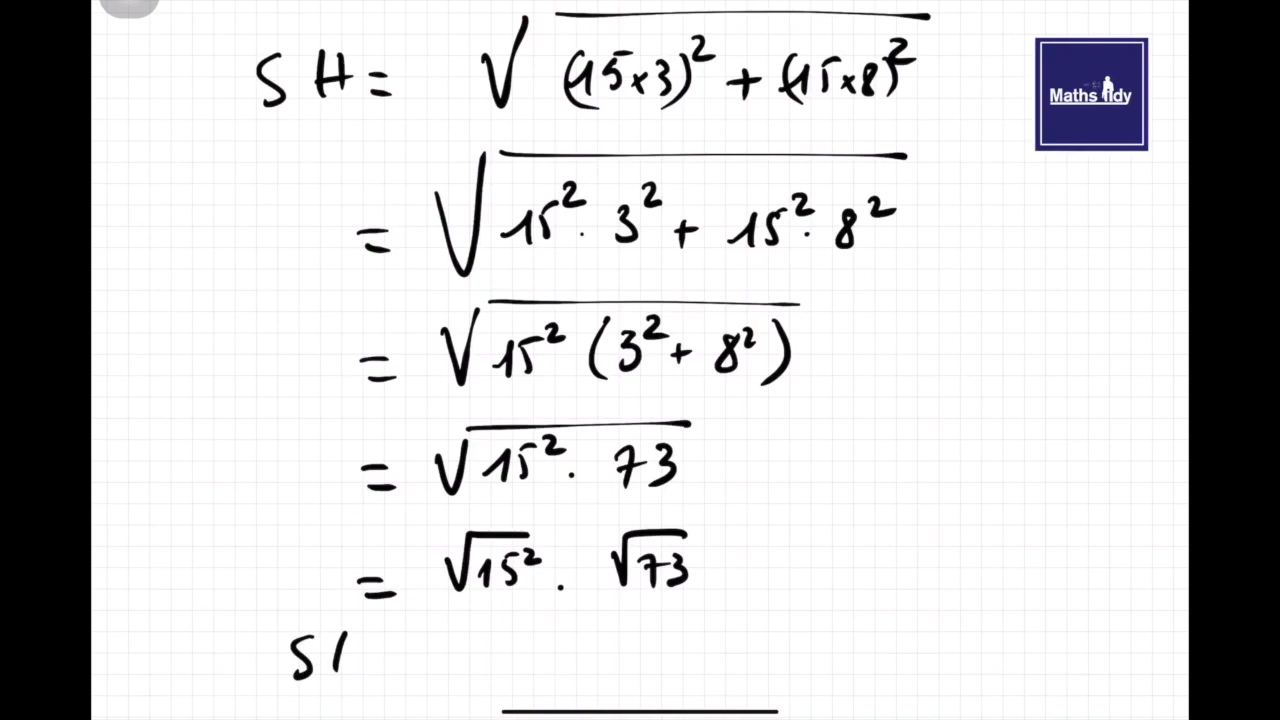 SH = √((15×3)² + (15×8)²)
Maths Idy
= √(15² · 3² + 15² · 8²)
= √(15² (3² + 8²))
= √(15² · 73)
= √15² · √73
S